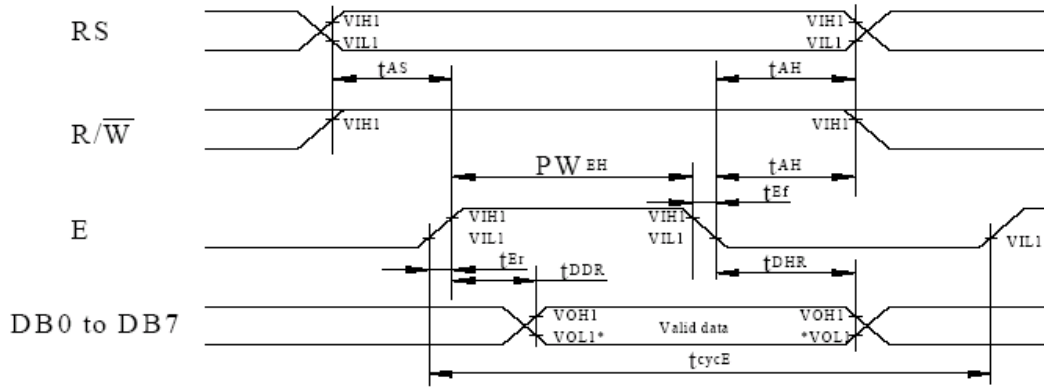 RS VIH1 VIH1
VIL1 VIL1
tAS tAH
R/W̅ VIH1 VIH1
PWEH tAH
tEf
E VIH1 VIH1
VIL1 VIL1 VIL1
tEr tDDR tDHR
DB0 to DB7 VOH1 Valid data VOH1
VOL1* *VOL1
tcycE